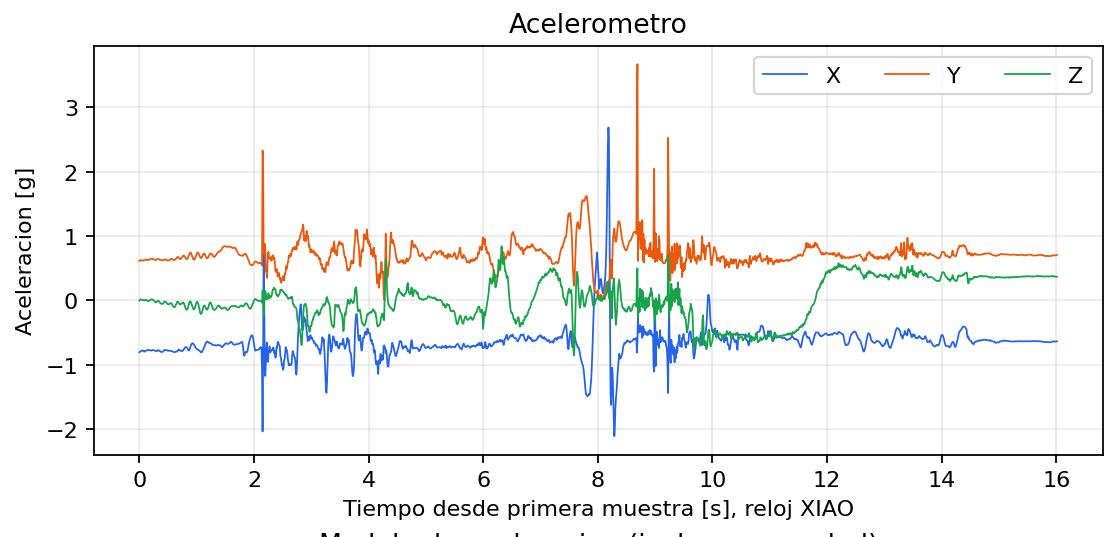 Acelerometro
X Y Z
3
2
1
0
−1
−2
Aceleracion [g]
0 2 4 6 8 10 12 14 16
Tiempo desde primera muestra [s], reloj XIAO